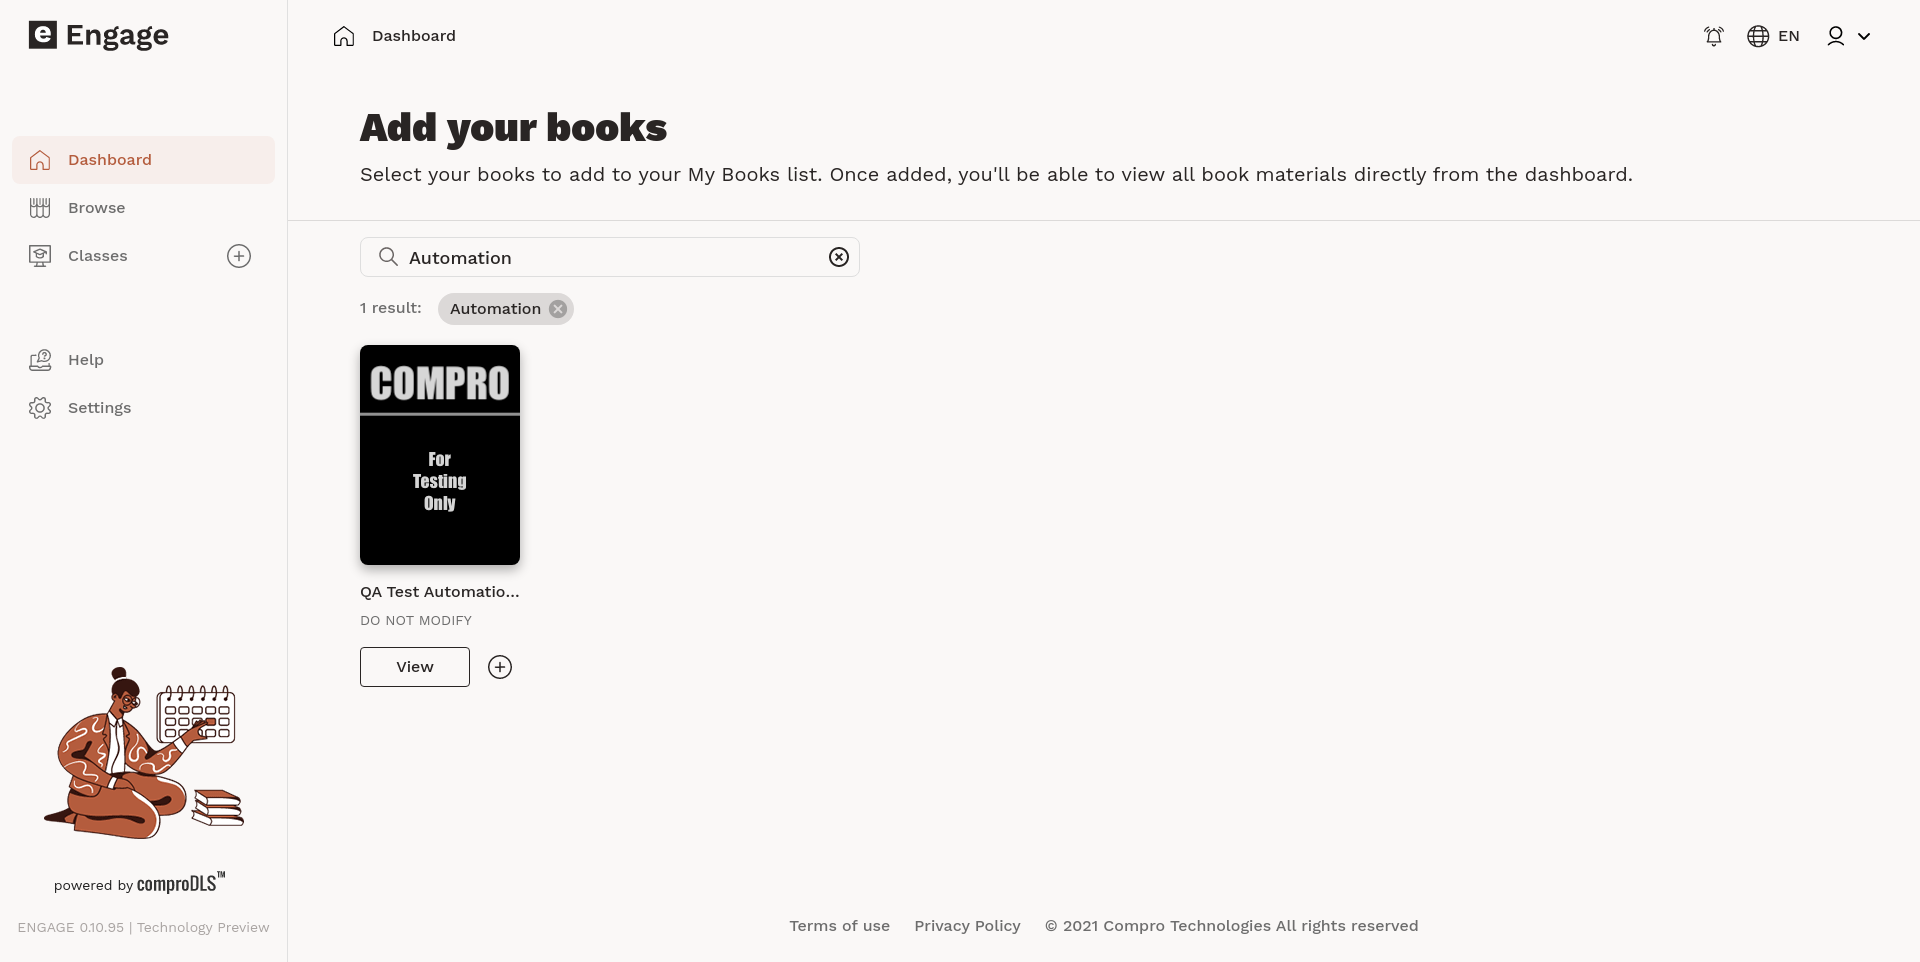 e Engage
Dashboard
EN
Dashboard
Browse
Classes
Help
Settings
Add your books
Select your books to add to your My Books list. Once added, you'll be able to view all book materials directly from the dashboard.
Automation
1 result: Automation
COMPRO
For
Testing
Only
QA Test Automatio...
DO NOT MODIFY
View
powered by comproDLS™
ENGAGE 0.10.95 | Technology Preview
Terms of use Privacy Policy © 2021 Compro Technologies All rights reserved